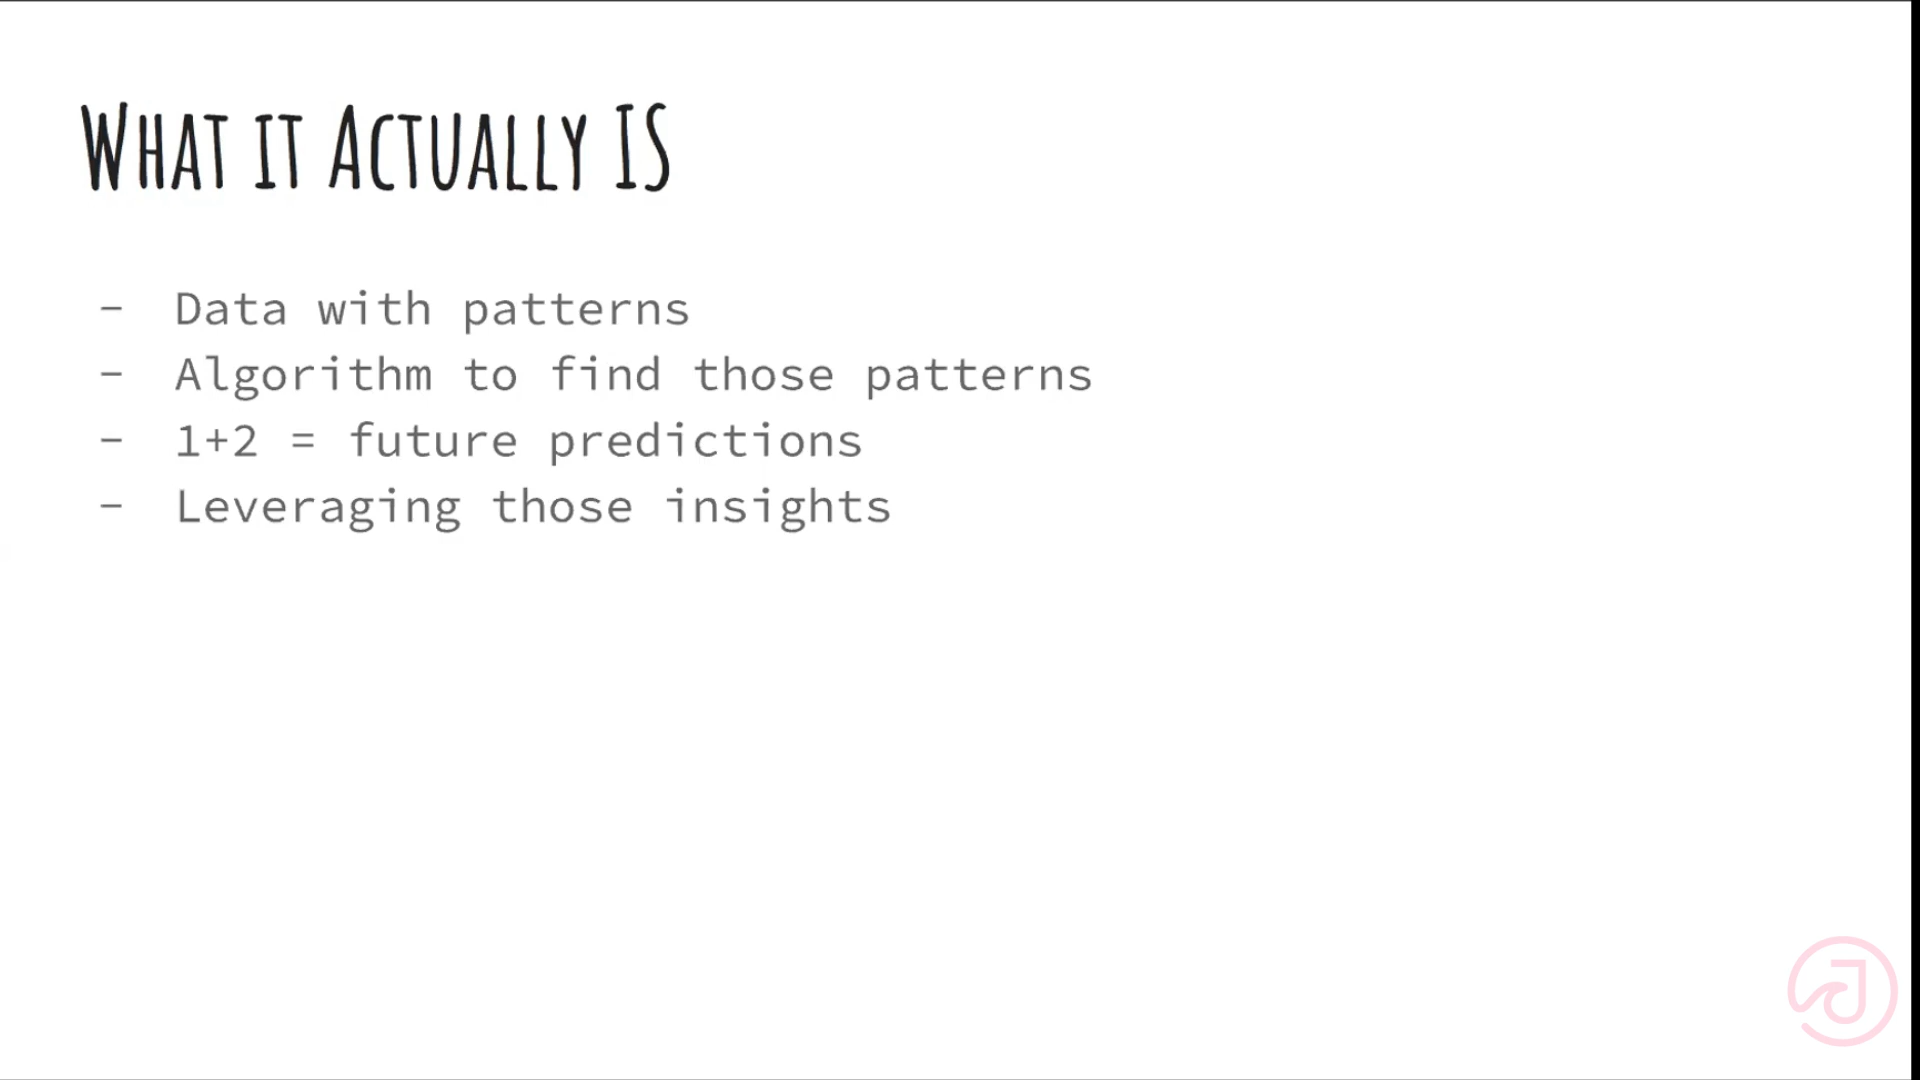 What it Actually IS
- Data with patterns
- Algorithm to find those patterns
- 1+2 = future predictions
- Leveraging those insights